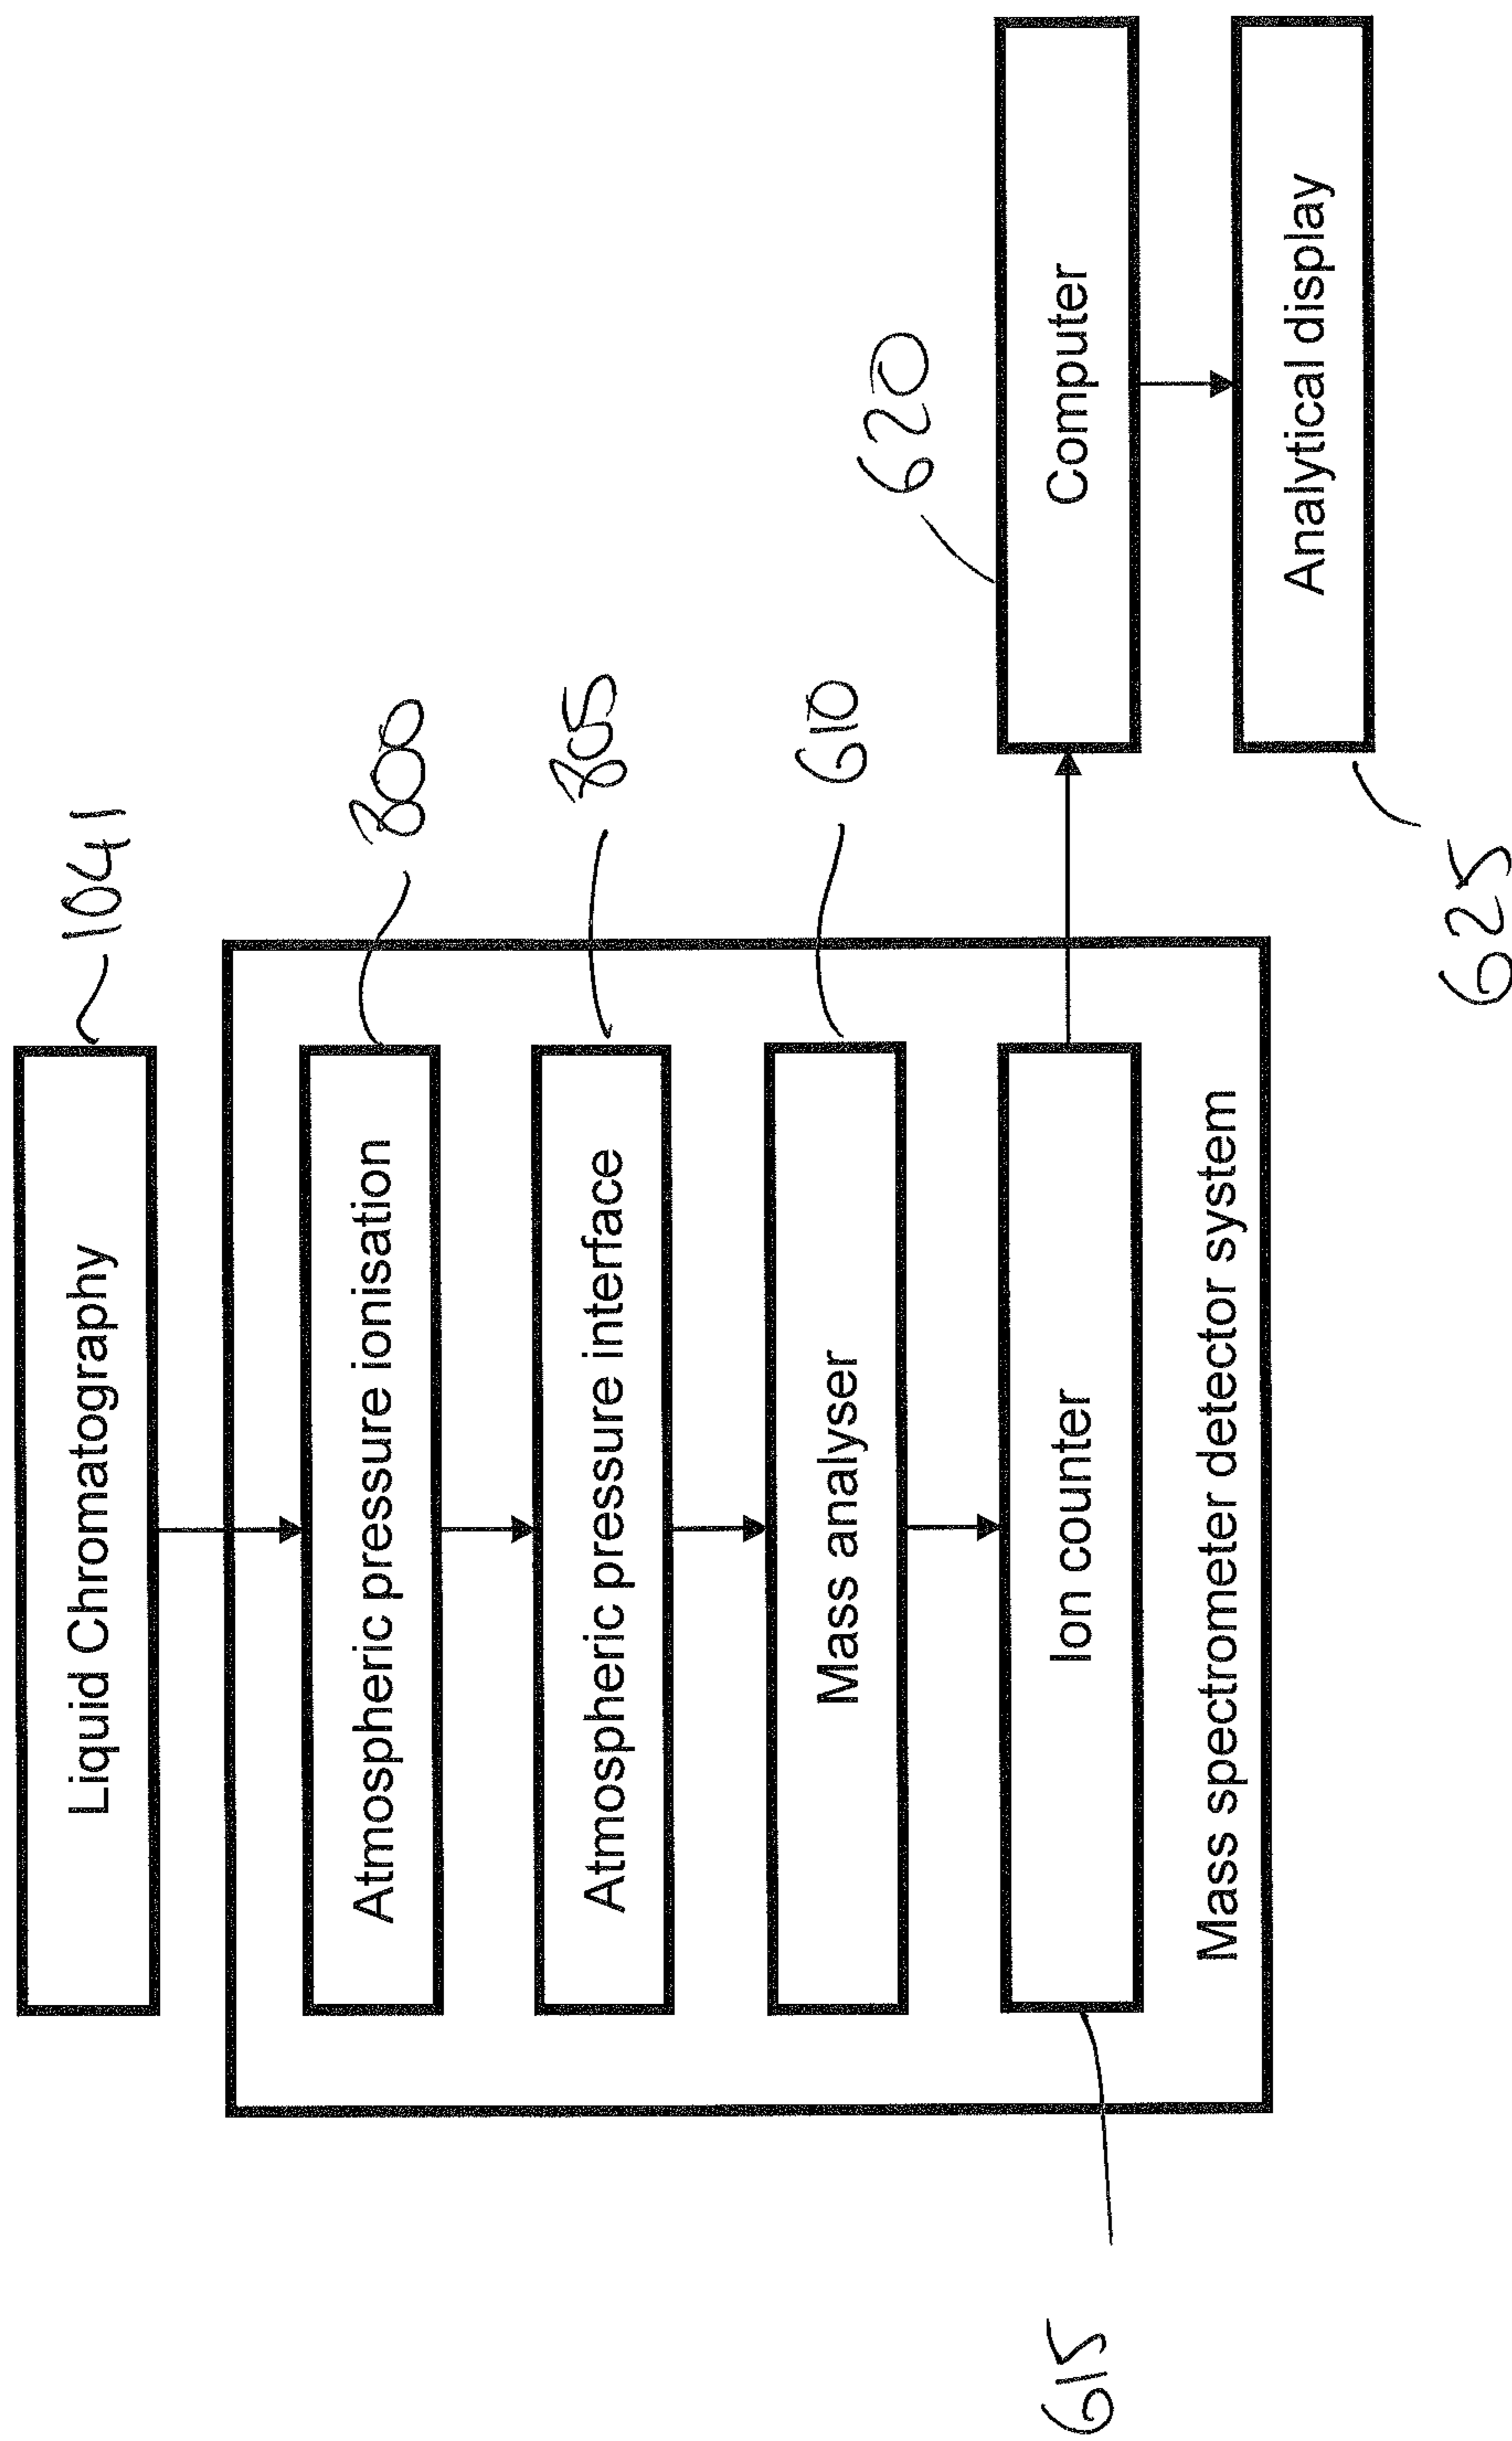 Liquid Chromatography
1041
Atmospheric pressure ionisation
800
Atmospheric pressure interface
805
Mass analyser
610
Ion counter
615
Mass spectrometer detector system
Computer
620
Analytical display
625